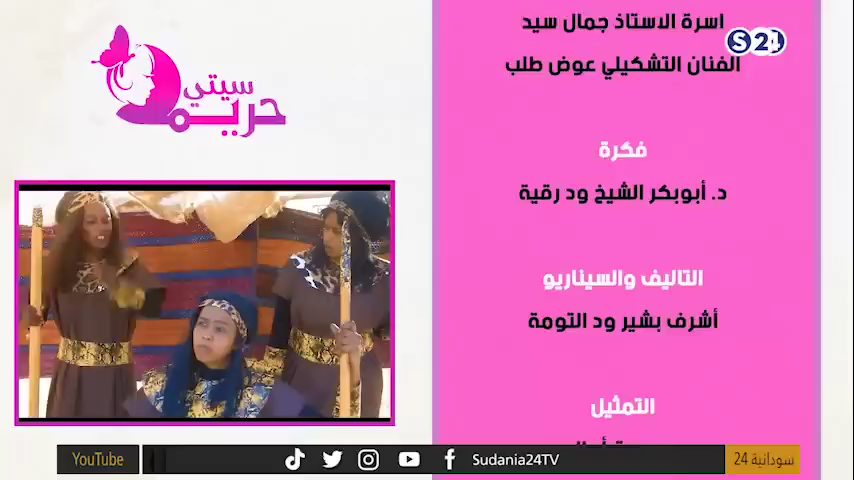 اسرة الاستاذ جمال سيد
S 24
الفنان التشكيلي عوض طلب
سيتي
حريم
فكرة
د. أبوبكر الشيخ ود رقية
التاليف والسيناريو
أشرف بشير ود التومة
التمثيل
YouTube
Sudania24TV
سودانية 24